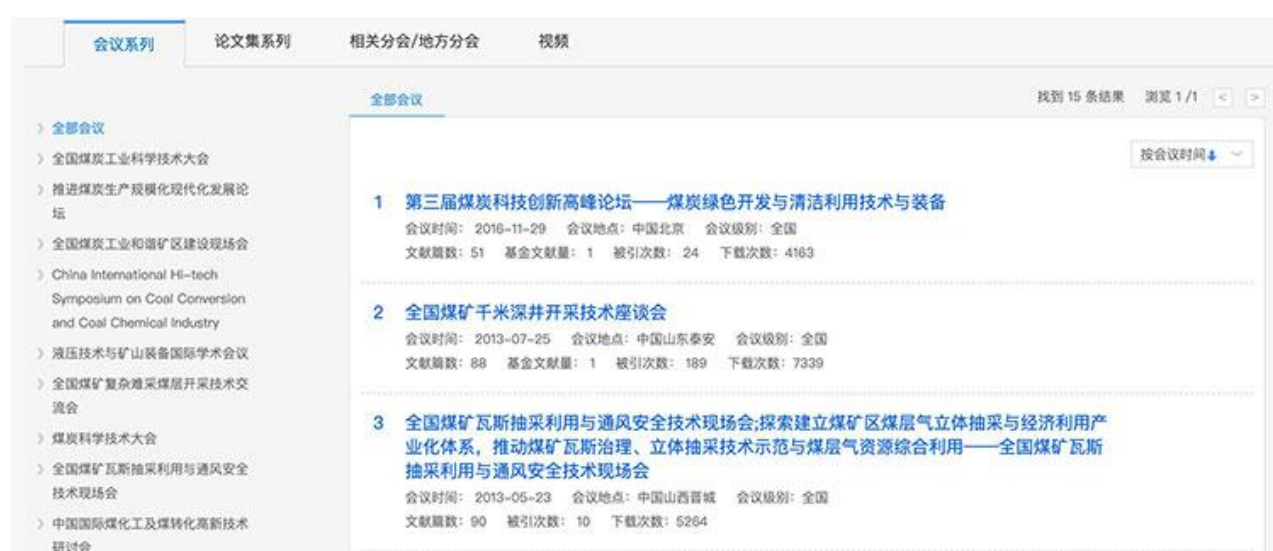 会议系列 论文集系列 相关分会/地方分会 视频
全部会议 找到 15 条结果 浏览 1 /1 < >
全部会议
全国煤炭工业科学技术大会
推进煤炭生产规模化现代化发展论
坛
全国煤炭工业和谐矿区建设现场会
China International Hi-tech
Symposium on Coal Conversion
and Coal Chemical Industry
液压技术与矿山装备国际学术会议
全国煤矿复杂难采煤层开采技术交
流会
煤炭科学技术大会
全国煤矿瓦斯抽采利用与通风安全
技术现场会
中国国际煤化工及煤转化高新技术
研讨会
按会议时间
1 第三届煤炭科技创新高峰论坛——煤炭绿色开发与清洁利用技术与装备
会议时间: 2016-11-29 会议地点: 中国北京 会议级别: 全国
文献篇数: 51 基金文献量: 1 被引次数: 24 下载次数: 4163
2 全国煤矿千米深井开采技术座谈会
会议时间: 2013-07-25 会议地点: 中国山东泰安 会议级别: 全国
文献篇数: 88 基金文献量: 1 被引次数: 189 下载次数: 7339
3 全国煤矿瓦斯抽采利用与通风安全技术现场会;探索建立煤矿区煤层气立体抽采与经济利用产
业化体系，推动煤矿瓦斯治理、立体抽采技术示范与煤层气资源综合利用——全国煤矿瓦斯
抽采利用与通风安全技术现场会
会议时间: 2013-05-23 会议地点: 中国山西晋城 会议级别: 全国
文献篇数: 90 被引次数: 10 下载次数: 5264